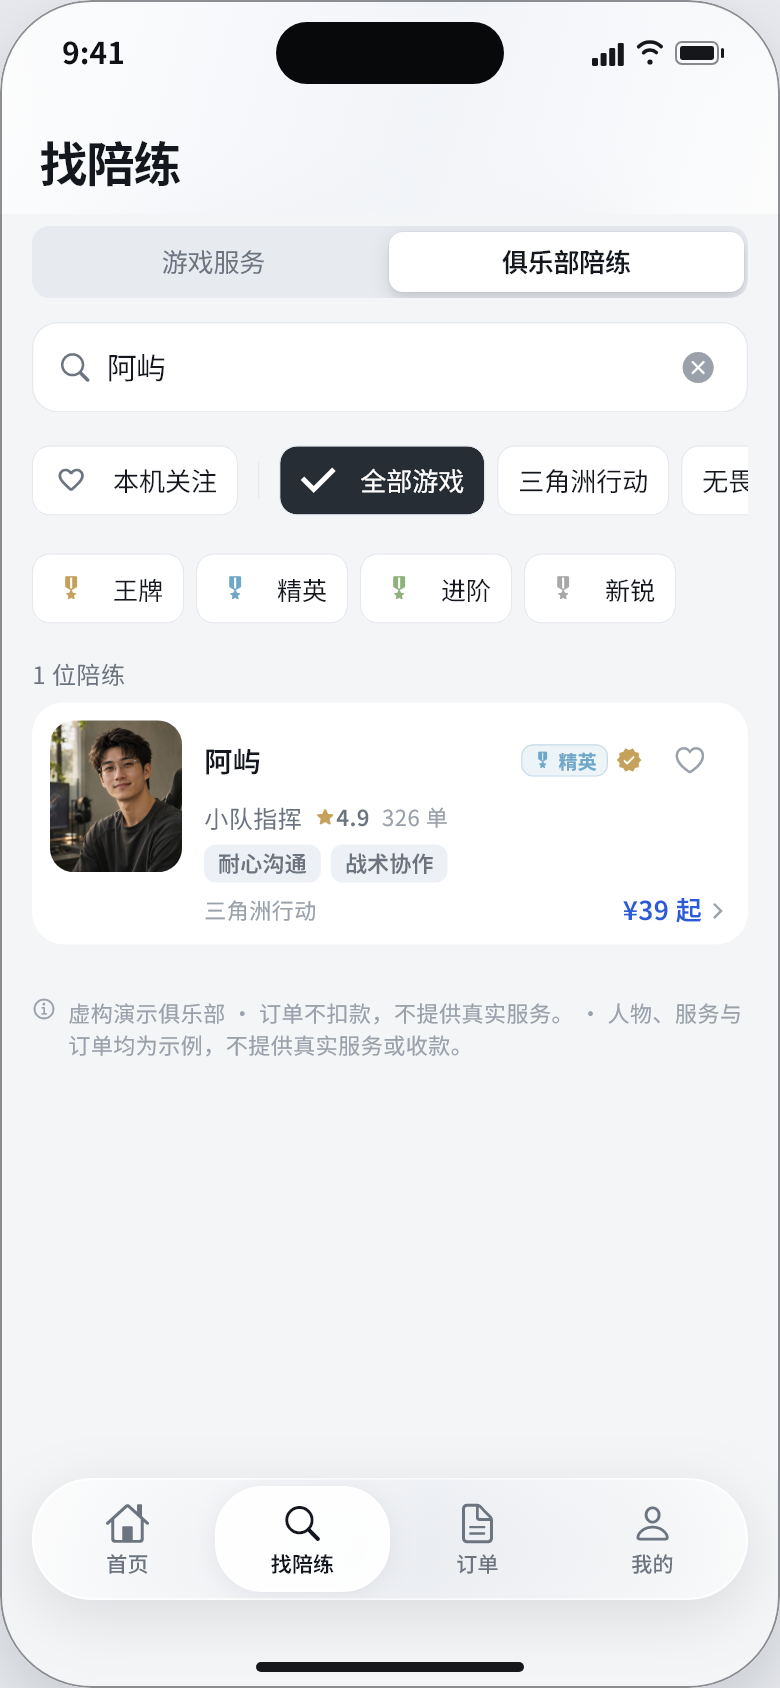 9:41
找陪练
游戏服务
俱乐部陪练
阿屿
本机关注
全部游戏
三角洲行动
无畏
王牌
精英
进阶
新锐
1 位陪练
阿屿
精英
小队指挥 4.9 326 单
耐心沟通
战术协作
三角洲行动
¥39 起
虚构演示俱乐部 · 订单不扣款，不提供真实服务。 · 人物、服务与
订单均为示例，不提供真实服务或收款。
首页
找陪练
订单
我的